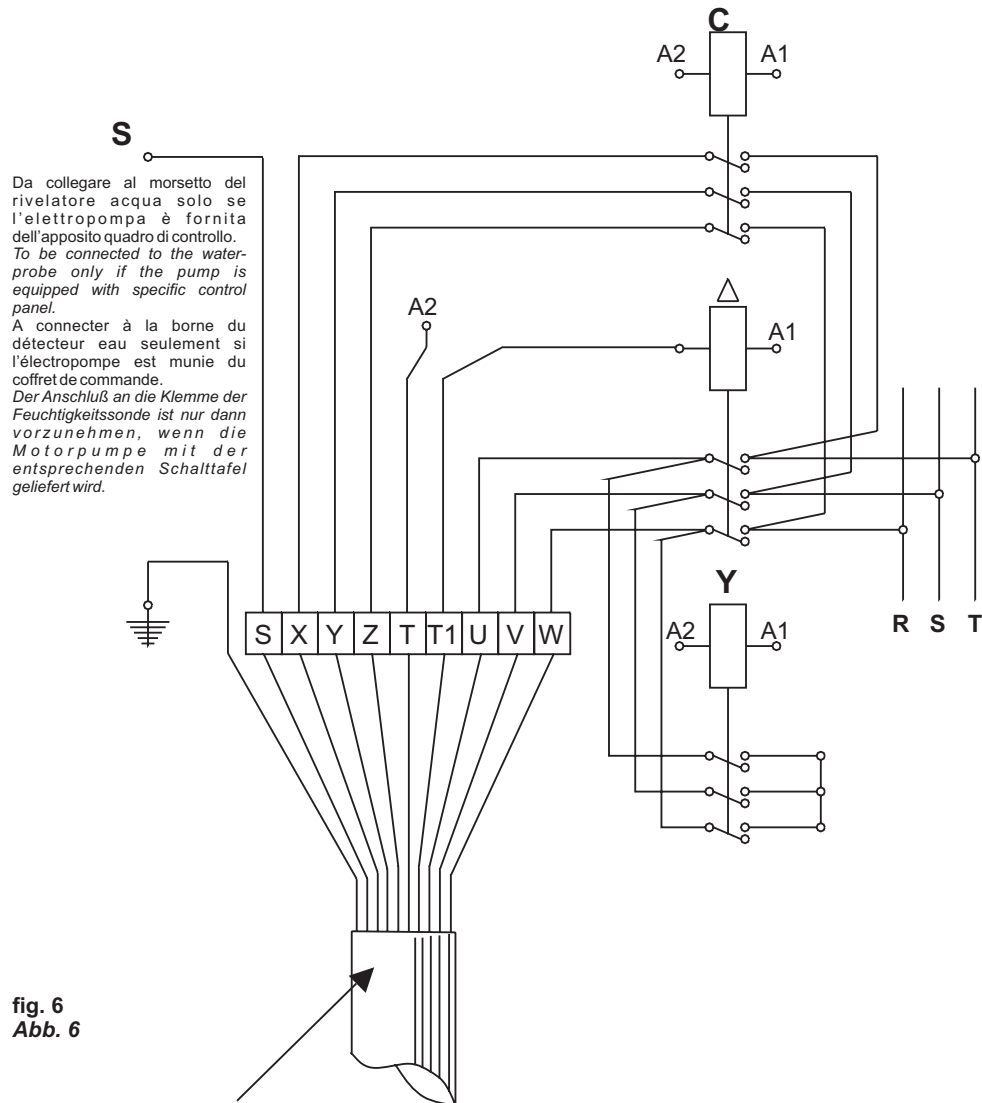 C
A2 A1
S
Da collegare al morsetto del
rivelatore acqua solo se
l'elettropompa è fornita
dell'apposito quadro di controllo.
To be connected to the water-
probe only if the pump is
equipped with specific control
panel.
A connecter à la borne du
détecteur eau seulement si
l'électropompe est munie du
coffret de commande.
Der Anschluß an die Klemme der
Feuchtigkeitssonde ist nur dann
vorzunehmen, wenn die
Motorpumpe mit der
entsprechenden Schalttafel
geliefert wird.
A2
△
A1
Y
A2 A1
R S T
S X Y Z T T1 U V W
fig. 6
Abb. 6